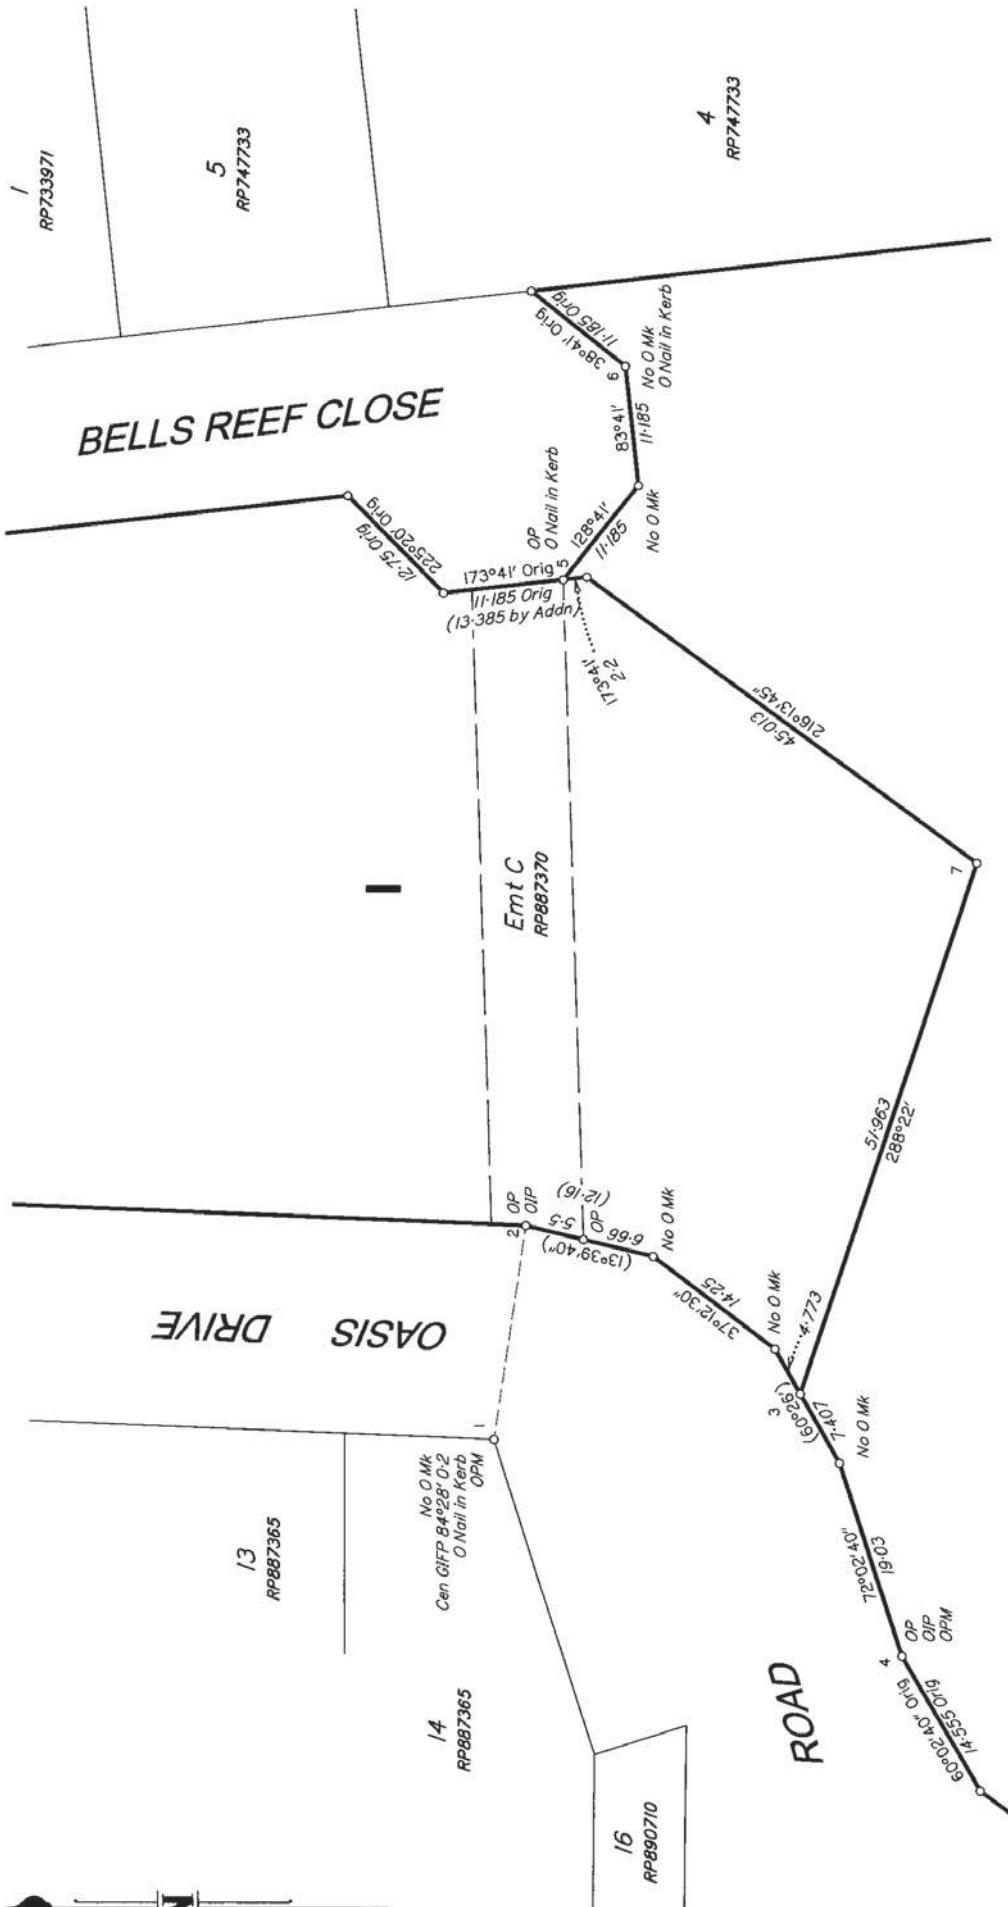 1
RP733971
5
RP747733
4
RP747733
BELLS REEF CLOSE
12·75 Orig
225°20' Orig
11·185 Orig
38°41' Orig
6
No O Mk
O Nail in Kerb
83°41'
11·185
OP
O Nail in Kerb
128°41'
11·185
No O Mk
173°41' Orig
11·185 Orig
(13·385 by Addn)
5
173°41'
2·2
216°13'45"
45·013
7
I
Emt C
RP887370
51·963
288°22'
2
OP
OIP
5·5
(12·16)
OP
(13°39'40")
6·66
No O Mk
14·25
37°12'30"
No O Mk
4·773
3
(60°26')
7·407
No O Mk
OASIS DRIVE
1
No O Mk
Cen GIFP 84°28' 0·2
O Nail in Kerb
OPM
13
RP887365
14
RP887365
72°02'40"
19·03
4
OP
OIP
OPM
60°02'40" Orig
14·555 Orig
ROAD
16
RP890710